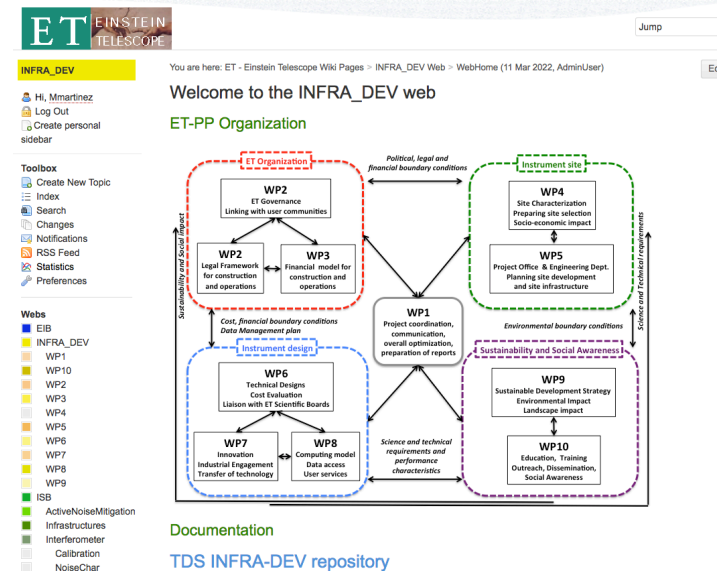 ET EINSTEIN
TELESCOPE
Jump
INFRA_DEV
You are here: ET - Einstein Telescope Wiki Pages > INFRA_DEV Web > WebHome (11 Mar 2022, AdminUser)
Hi, Mmartinez
Log Out
Create personal
sidebar
Toolbox
Create New Topic
Index
Search
Changes
Notifications
RSS Feed
Statistics
Preferences
Webs
EIB
INFRA_DEV
WP1
WP10
WP2
WP3
WP4
WP5
WP6
WP7
WP8
WP9
ISB
ActiveNoiseMitigation
Infrastructures
Interferometer
Calibration
NoiseChar
Welcome to the INFRA_DEV web
ET-PP Organization
ET Organization
Political, legal and
financial boundary conditions
Instrument site
WP2
ET Governance
Linking with user communities
WP2
Legal Framework
for construction
and operations
WP3
Financial model for
construction and
operations
WP4
Site Characterization
Preparing site selection
Socio-economic impact
WP5
Project Office & Engineering Dept.
Planning site development
and site infrastructure
Sustainability and Social impact
Science and Technical requirements
WP1
Project coordination,
communication,
overall optimization,
preparation of reports
Cost, financial boundary conditions
Data Management plan
Environmental boundary conditions
Instrument design
WP6
Technical Designs
Cost Evaluation
Liaison with ET Scientific Boards
WP7
Innovation
Industrial Engagement
Transfer of technology
WP8
Computing model
Data access
User services
Science and technical
requirements and
performance
characteristics
Sustainability and Social Awareness
WP9
Sustainable Development Strategy
Environmental Impact
Landscape impact
WP10
Education, Training
Outreach, Dissemination,
Social Awareness
Documentation
TDS INFRA-DEV repository